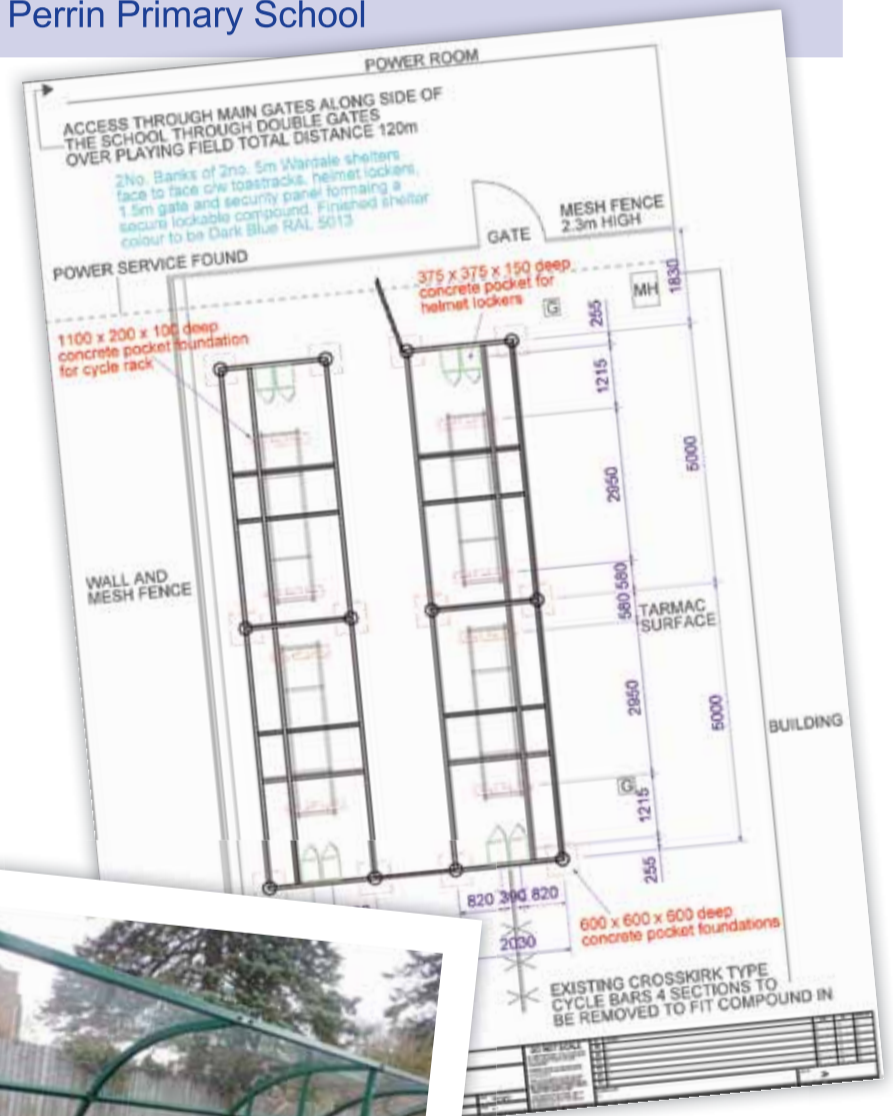 Perrin Primary School
POWER ROOM
ACCESS THROUGH MAIN GATES ALONG SIDE OF
THE SCHOOL THROUGH DOUBLE GATES
OVER PLAYING FIELD TOTAL DISTANCE 120m
2No. Banks of 2no. 5m Wardale shelters
face to face c/w toastracks, helmet lockers,
1.5m gate and security panel formaing a
secure lockable compound. Finished shelter
colour to be Dark Blue RAL 5013
MESH FENCE
2.3m HIGH
GATE
POWER SERVICE FOUND
375 x 375 x 150 deep
concrete pocket for
helmet lockers
G
MH
1830
255
1100 x 200 x 100 deep
concrete pocket foundation
for cycle rack
1215
5000
2950
WALL AND
MESH FENCE
580
580
TARMAC
SURFACE
2950
5000
BUILDING
G
1215
255
820 390 820
2030
600 x 600 x 600 deep
concrete pocket foundations
EXISTING CROSSKIRK TYPE
CYCLE BARS 4 SECTIONS TO
BE REMOVED TO FIT COMPOUND IN
DO NOT SCALE